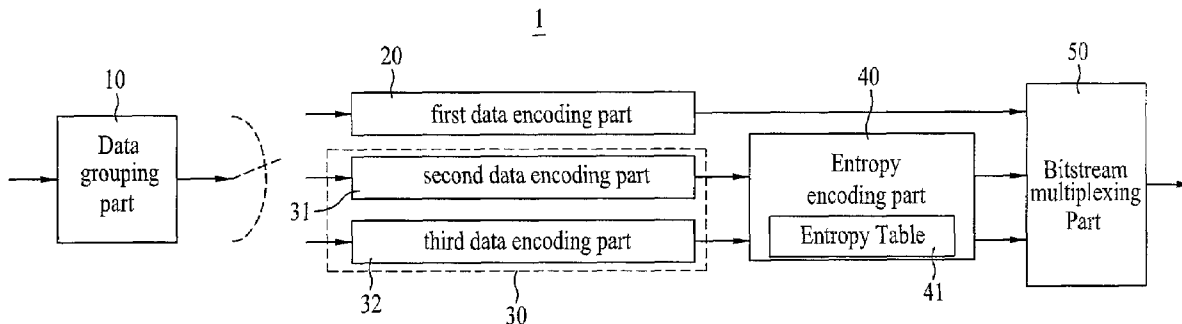 1
10
20
40
50
Data
grouping
part
first data encoding part
second data encoding part
31
third data encoding part
32
30
Entropy
encoding part
Entropy Table
41
Bitstream
multiplexing
Part